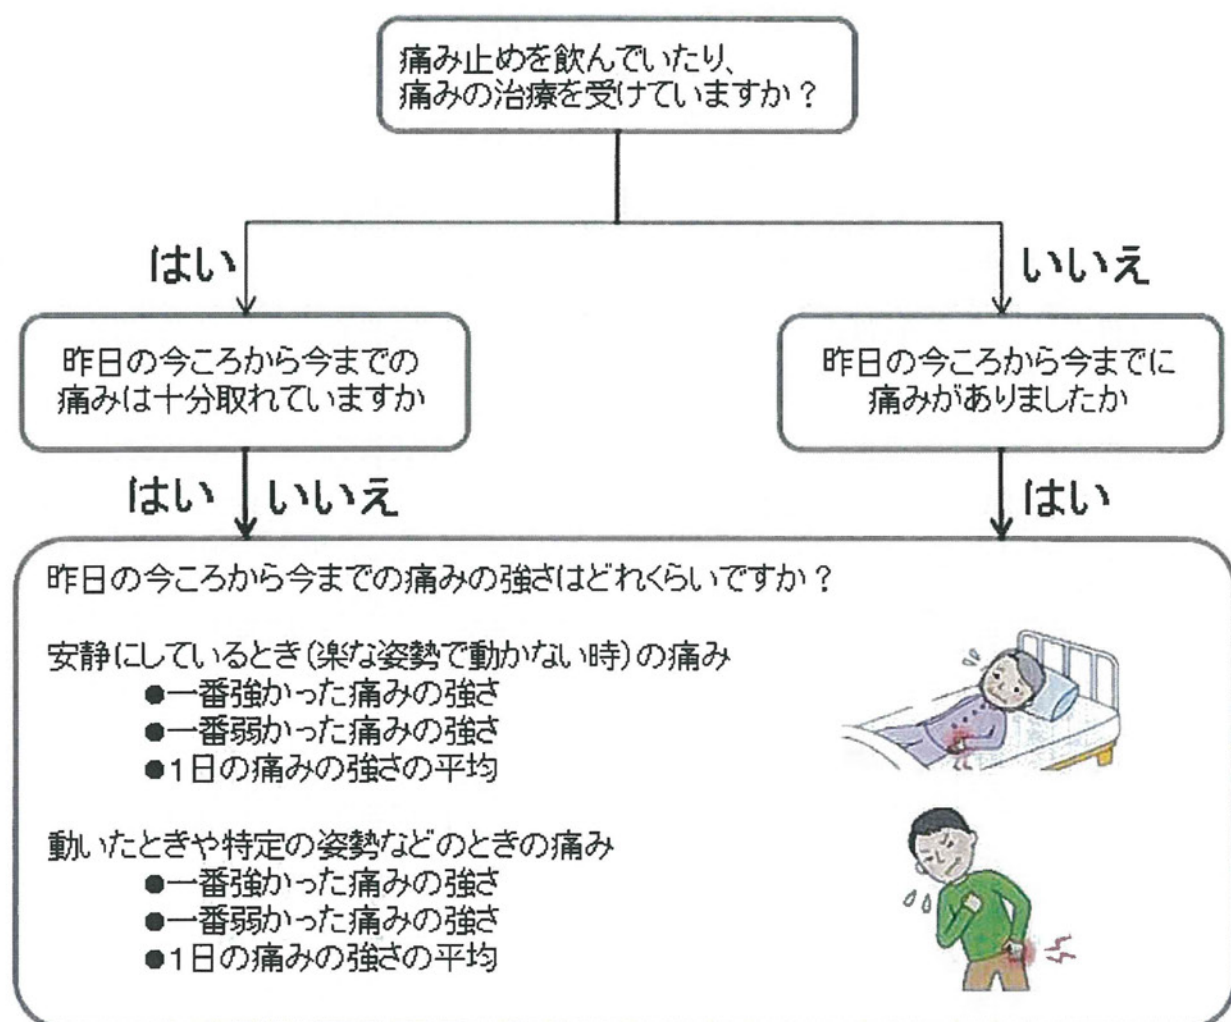 痛み止めを飲んでいたり、
痛みの治療を受けていますか？
はい
いいえ
昨日の今ころから今までの
痛みは十分取れていますか
昨日の今ころから今までに
痛みがありましたか
はい
いいえ
はい
昨日の今ころから今までの痛みの強さはどれくらいですか？
安静にしているとき（楽な姿勢で動かない時）の痛み
●一番強かった痛みの強さ
●一番弱かった痛みの強さ
●1日の痛みの強さの平均
動いたときや特定の姿勢などのときの痛み
●一番強かった痛みの強さ
●一番弱かった痛みの強さ
●1日の痛みの強さの平均